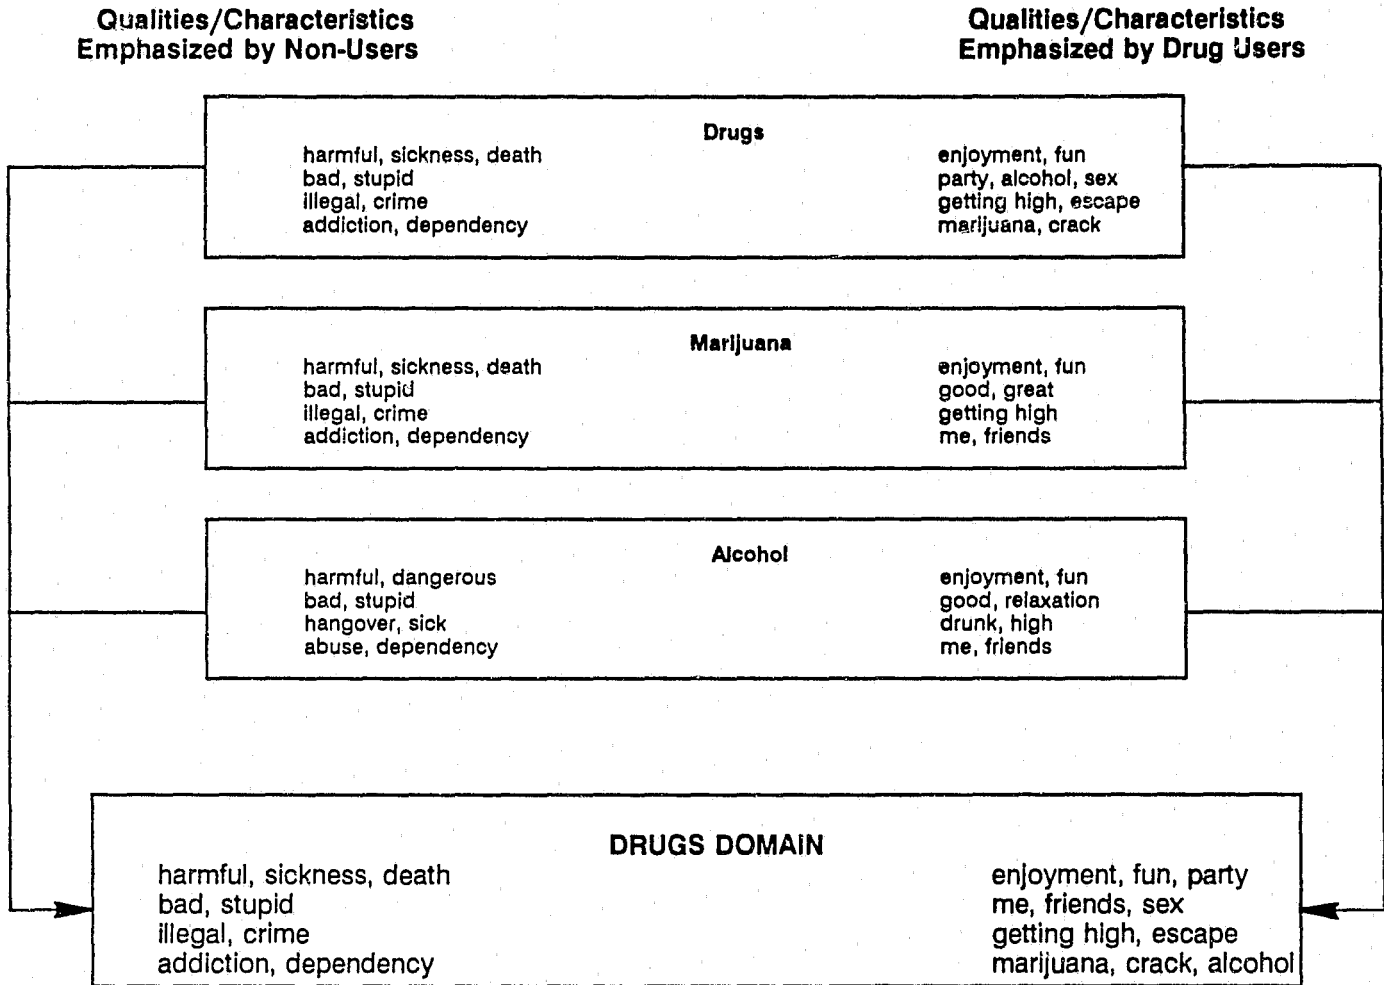 Qualities/Characteristics
Emphasized by Non-Users
Qualities/Characteristics
Emphasized by Drug Users
Drugs
harmful, sickness, death
bad, stupid
illegal, crime
addiction, dependency
enjoyment, fun
party, alcohol, sex
getting high, escape
marijuana, crack
Marijuana
harmful, sickness, death
bad, stupid
illegal, crime
addiction, dependency
enjoyment, fun
good, great
getting high
me, friends
Alcohol
harmful, dangerous
bad, stupid
hangover, sick
abuse, dependency
enjoyment, fun
good, relaxation
drunk, high
me, friends
DRUGS DOMAIN
harmful, sickness, death
bad, stupid
illegal, crime
addiction, dependency
enjoyment, fun, party
me, friends, sex
getting high, escape
marijuana, crack, alcohol